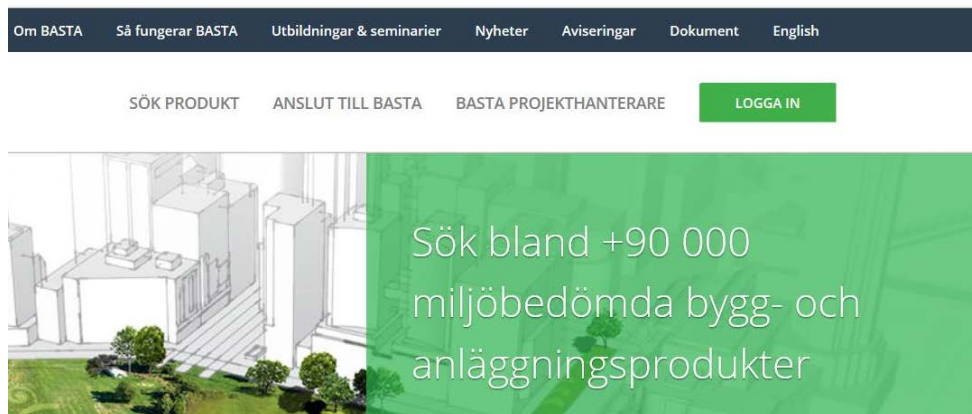 Om BASTA Så fungerar BASTA Utbildningar & seminarier Nyheter Aviseringar Dokument English
SÖK PRODUKT ANSLUT TILL BASTA BASTA PROJEKTHANTERARE LOGGA IN
Sök bland +90 000
miljöbedömda bygg- och
anläggningsprodukter